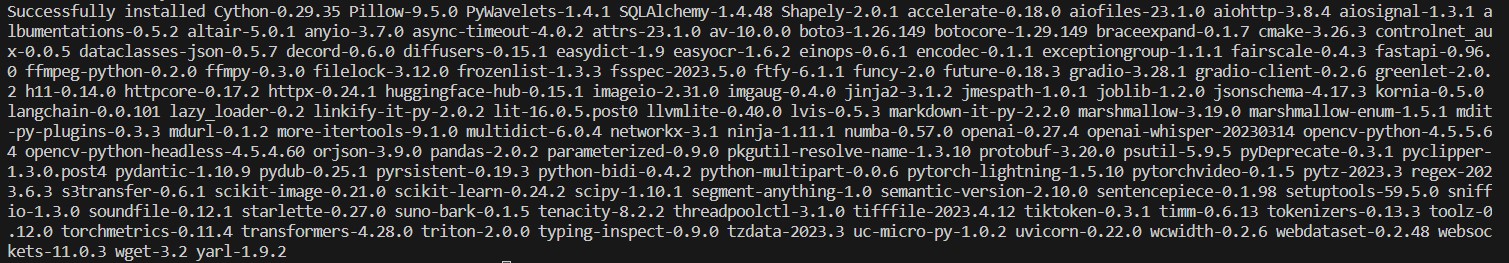 Successfully installed Cython-0.29.35 Pillow-9.5.0 PyWavelets-1.4.1 SQLAlchemy-1.4.48 Shapely-2.0.1 accelerate-0.18.0 aiofiles-23.1.0 aiohttp-3.8.4 aiosignal-1.3.1 a
lbumentations-0.5.2 altair-5.0.1 anyio-3.7.0 async-timeout-4.0.2 attrs-23.1.0 av-10.0.0 boto3-1.26.149 botocore-1.29.149 braceexpand-0.1.7 cmake-3.26.3 controlnet_au
x-0.0.5 dataclasses-json-0.5.7 decord-0.6.0 diffusers-0.15.1 easydict-1.9 easyocr-1.6.2 einops-0.6.1 encodec-0.1.1 exceptiongroup-1.1.1 fairscale-0.4.3 fastapi-0.96.
0 ffmpeg-python-0.2.0 ffmpy-0.3.0 filelock-3.12.0 frozenlist-1.3.3 fsspec-2023.5.0 ftfy-6.1.1 funcy-2.0 future-0.18.3 gradio-3.28.1 gradio-client-0.2.6 greenlet-2.0.
2 h11-0.14.0 httpcore-0.17.2 httpx-0.24.1 huggingface-hub-0.15.1 imageio-2.31.0 imgaug-0.4.0 jinja2-3.1.2 jmespath-1.0.1 joblib-1.2.0 jsonschema-4.17.3 kornia-0.5.0
langchain-0.0.101 lazy_loader-0.2 linkify-it-py-2.0.2 lit-16.0.5.post0 llvmlite-0.40.0 lvis-0.5.3 markdown-it-py-2.2.0 marshmallow-3.19.0 marshmallow-enum-1.5.1 mdit
-py-plugins-0.3.3 mdurl-0.1.2 more-itertools-9.1.0 multidict-6.0.4 networkx-3.1 ninja-1.11.1 numba-0.57.0 openai-0.27.4 openai-whisper-20230314 opencv-python-4.5.5.6
4 opencv-python-headless-4.5.4.60 orjson-3.9.0 pandas-2.0.2 parameterized-0.9.0 pkgutil-resolve-name-1.3.10 protobuf-3.20.0 psutil-5.9.5 pyDeprecate-0.3.1 pyclipper-
1.3.0.post4 pydantic-1.10.9 pydub-0.25.1 pyrsistent-0.19.3 python-bidi-0.4.2 python-multipart-0.0.6 pytorch-lightning-1.5.10 pytorchvideo-0.1.5 pytz-2023.3 regex-202
3.6.3 s3transfer-0.6.1 scikit-image-0.21.0 scikit-learn-0.24.2 scipy-1.10.1 segment-anything-1.0 semantic-version-2.10.0 sentencepiece-0.1.98 setuptools-59.5.0 sniff
io-1.3.0 soundfile-0.12.1 starlette-0.27.0 suno-bark-0.1.5 tenacity-8.2.2 threadpoolctl-3.1.0 tifffile-2023.4.12 tiktoken-0.3.1 timm-0.6.13 tokenizers-0.13.3 toolz-0
.12.0 torchmetrics-0.11.4 transformers-4.28.0 triton-2.0.0 typing-inspect-0.9.0 tzdata-2023.3 uc-micro-py-1.0.2 uvicorn-0.22.0 wcwidth-0.2.6 webdataset-0.2.48 websoc
kets-11.0.3 wget-3.2 yarl-1.9.2